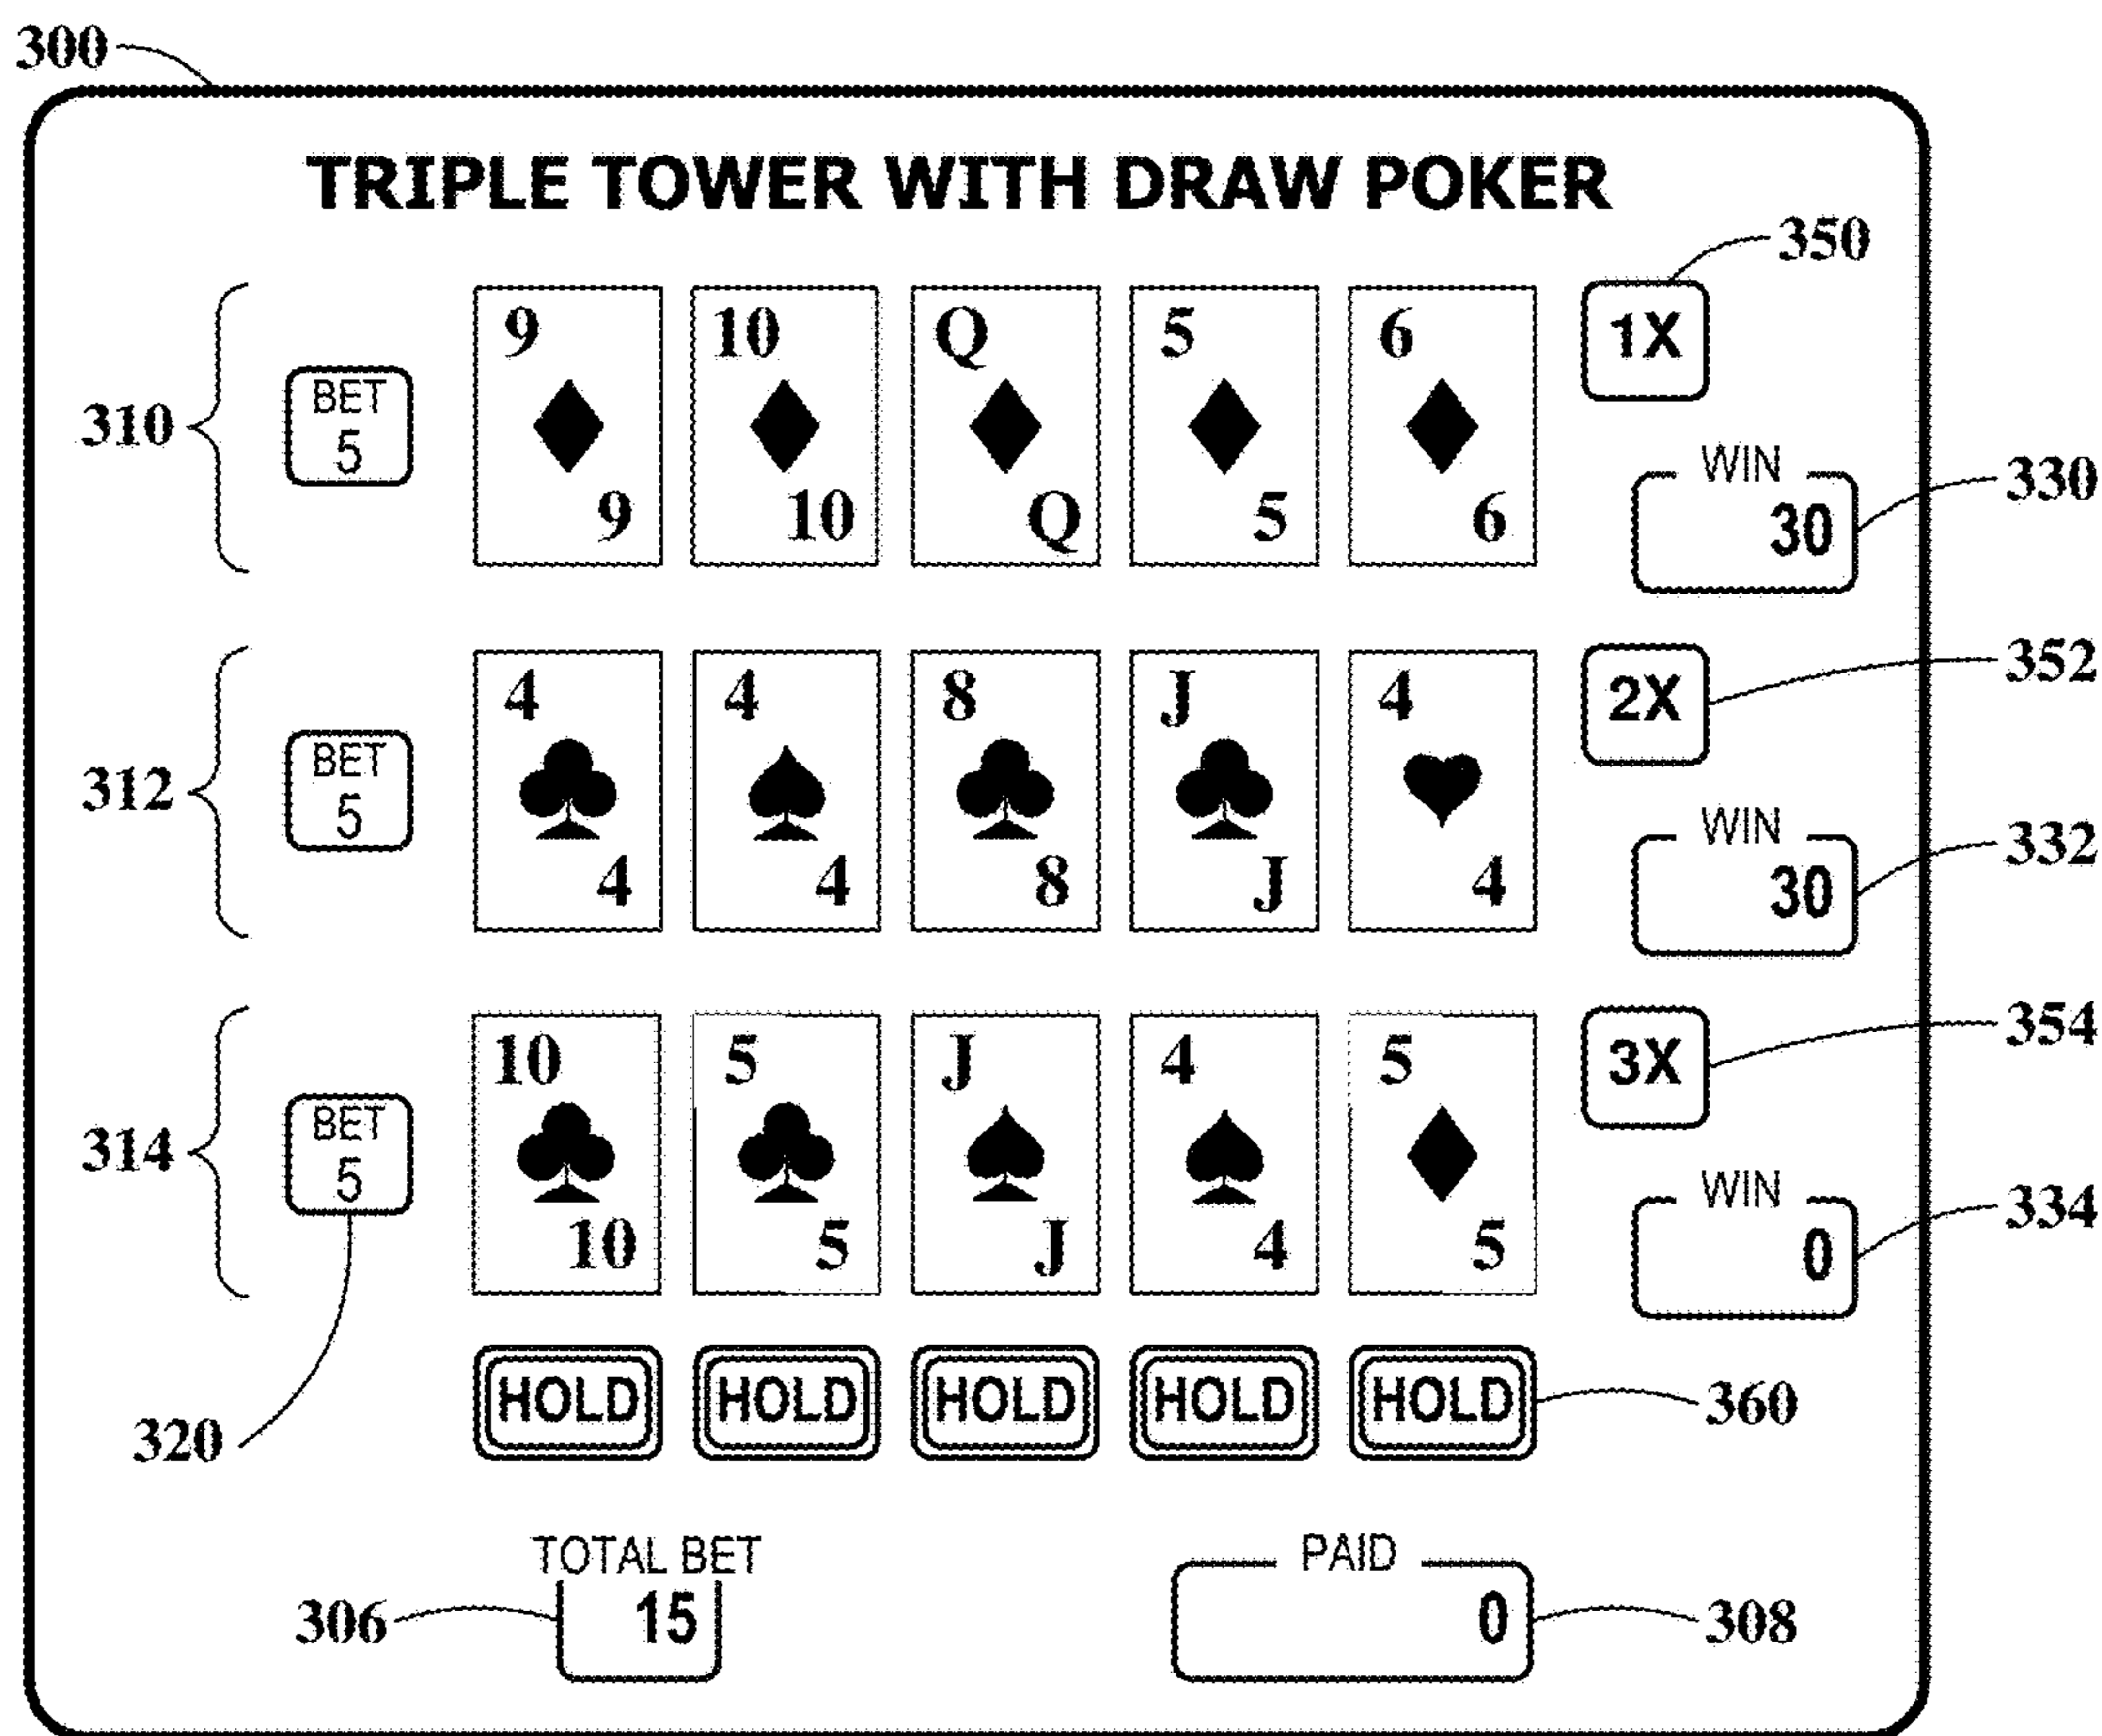 300
TRIPLE TOWER WITH DRAW POKER
350
9 10 Q 5 6 1X
310 BET
5
WIN
30 330
9 10 Q 5 6
352
4 4 8 J 4 2X
312 BET
5
WIN
30 332
4 4 8 J 4
354
10 5 J 4 5 3X
314 BET
5
WIN
0 334
10 5 J 4 5
HOLD HOLD HOLD HOLD HOLD 360
320
TOTAL BET PAID
306 15 0 308